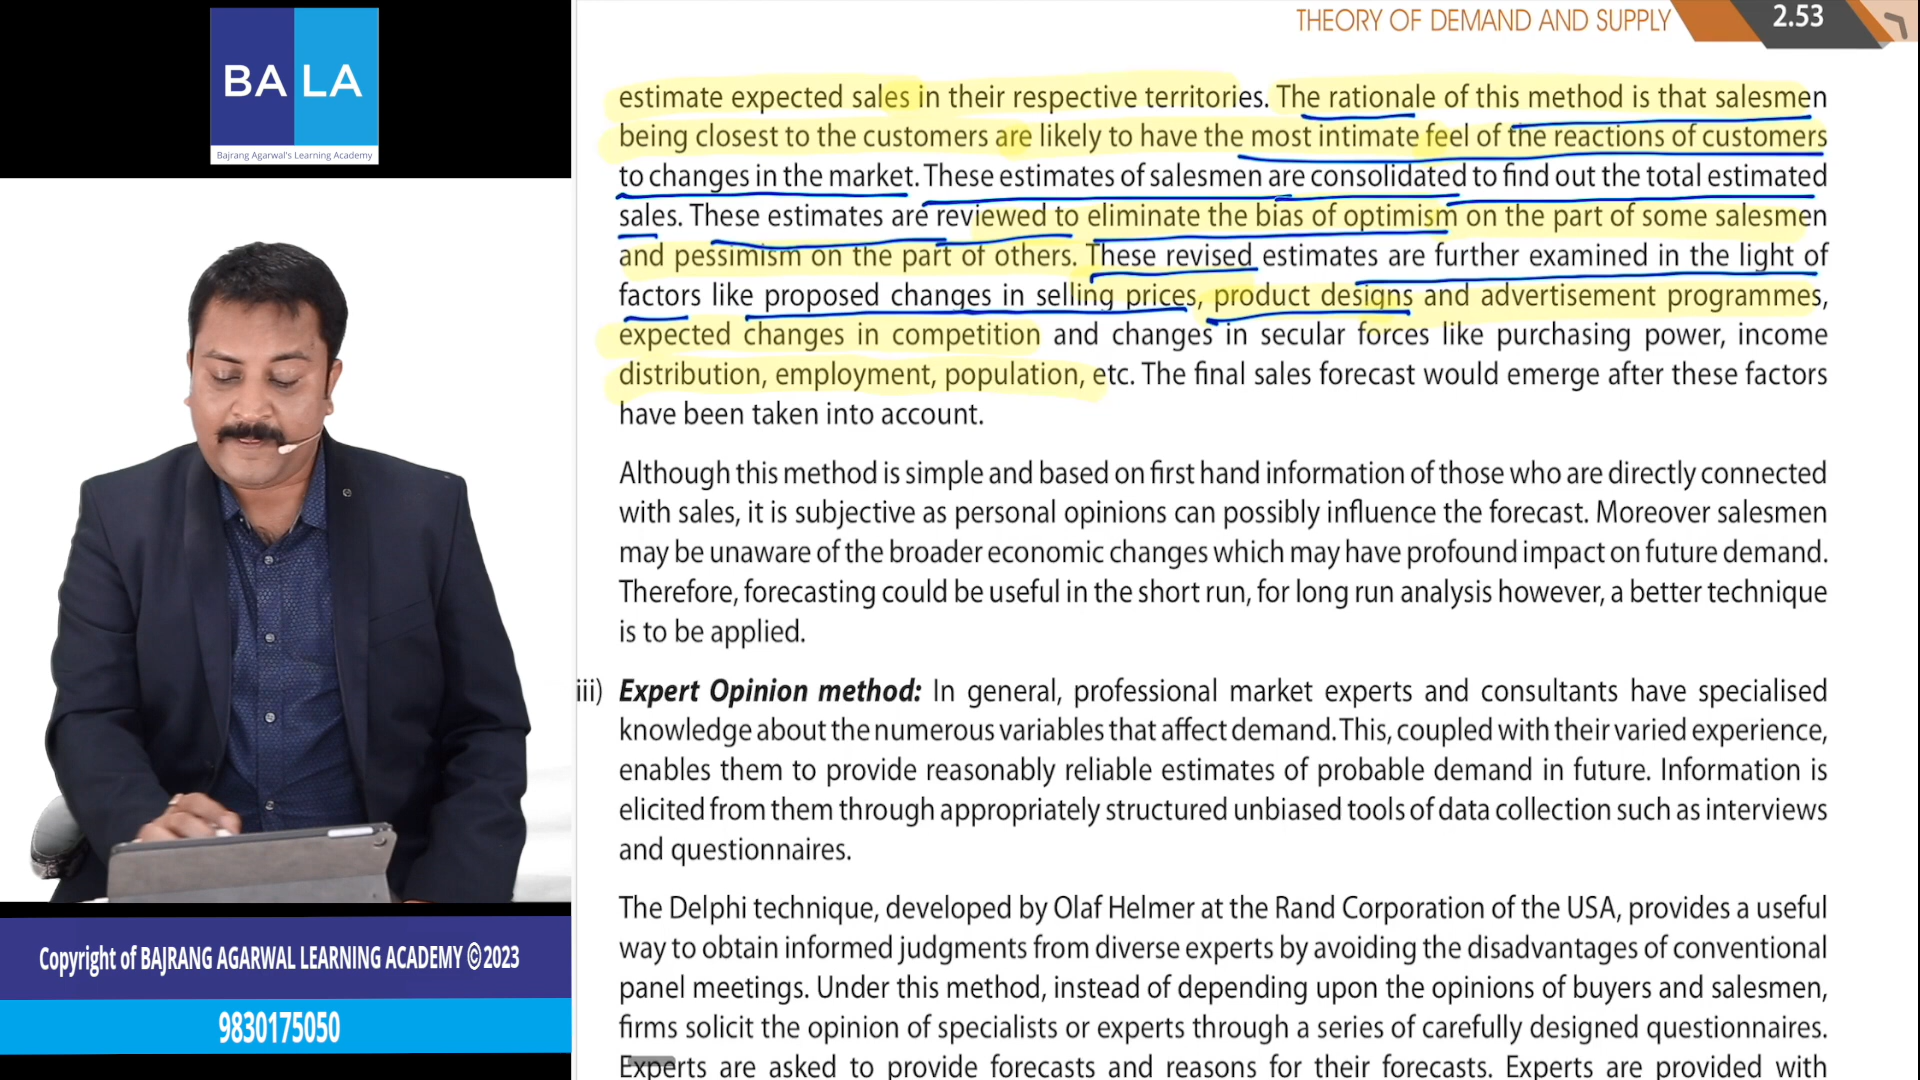 BALA
Bajrang Agarwal's Learning Academy
THEORY OF DEMAND AND SUPPLY 2.53
estimate expected sales in their respective territories. The rationale of this method is that salesmen
being closest to the customers are likely to have the most intimate feel of the reactions of customers
to changes in the market. These estimates of salesmen are consolidated to find out the total estimated
sales. These estimates are reviewed to eliminate the bias of optimism on the part of some salesmen
and pessimism on the part of others. These revised estimates are further examined in the light of
factors like proposed changes in selling prices, product designs and advertisement programmes,
expected changes in competition and changes in secular forces like purchasing power, income
distribution, employment, population, etc. The final sales forecast would emerge after these factors
have been taken into account.
Although this method is simple and based on first hand information of those who are directly connected
with sales, it is subjective as personal opinions can possibly influence the forecast. Moreover salesmen
may be unaware of the broader economic changes which may have profound impact on future demand.
Therefore, forecasting could be useful in the short run, for long run analysis however, a better technique
is to be applied.
iii) Expert Opinion method: In general, professional market experts and consultants have specialised
knowledge about the numerous variables that affect demand. This, coupled with their varied experience,
enables them to provide reasonably reliable estimates of probable demand in future. Information is
elicited from them through appropriately structured unbiased tools of data collection such as interviews
and questionnaires.
The Delphi technique, developed by Olaf Helmer at the Rand Corporation of the USA, provides a useful
way to obtain informed judgments from diverse experts by avoiding the disadvantages of conventional
panel meetings. Under this method, instead of depending upon the opinions of buyers and salesmen,
firms solicit the opinion of specialists or experts through a series of carefully designed questionnaires.
Experts are asked to provide forecasts and reasons for their forecasts. Experts are provided with
Copyright of BAJRANG AGARWAL LEARNING ACADEMY ©2023
9830175050